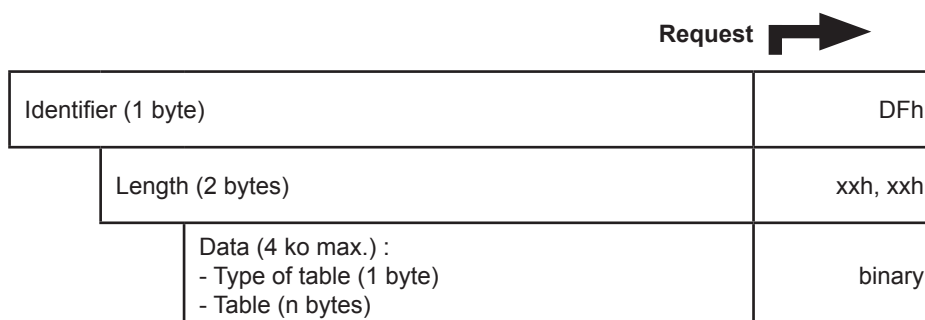 Request
Identifier (1 byte) DFh
Length (2 bytes) xxh, xxh
Data (4 ko max.) :
- Type of table (1 byte) binary
- Table (n bytes)